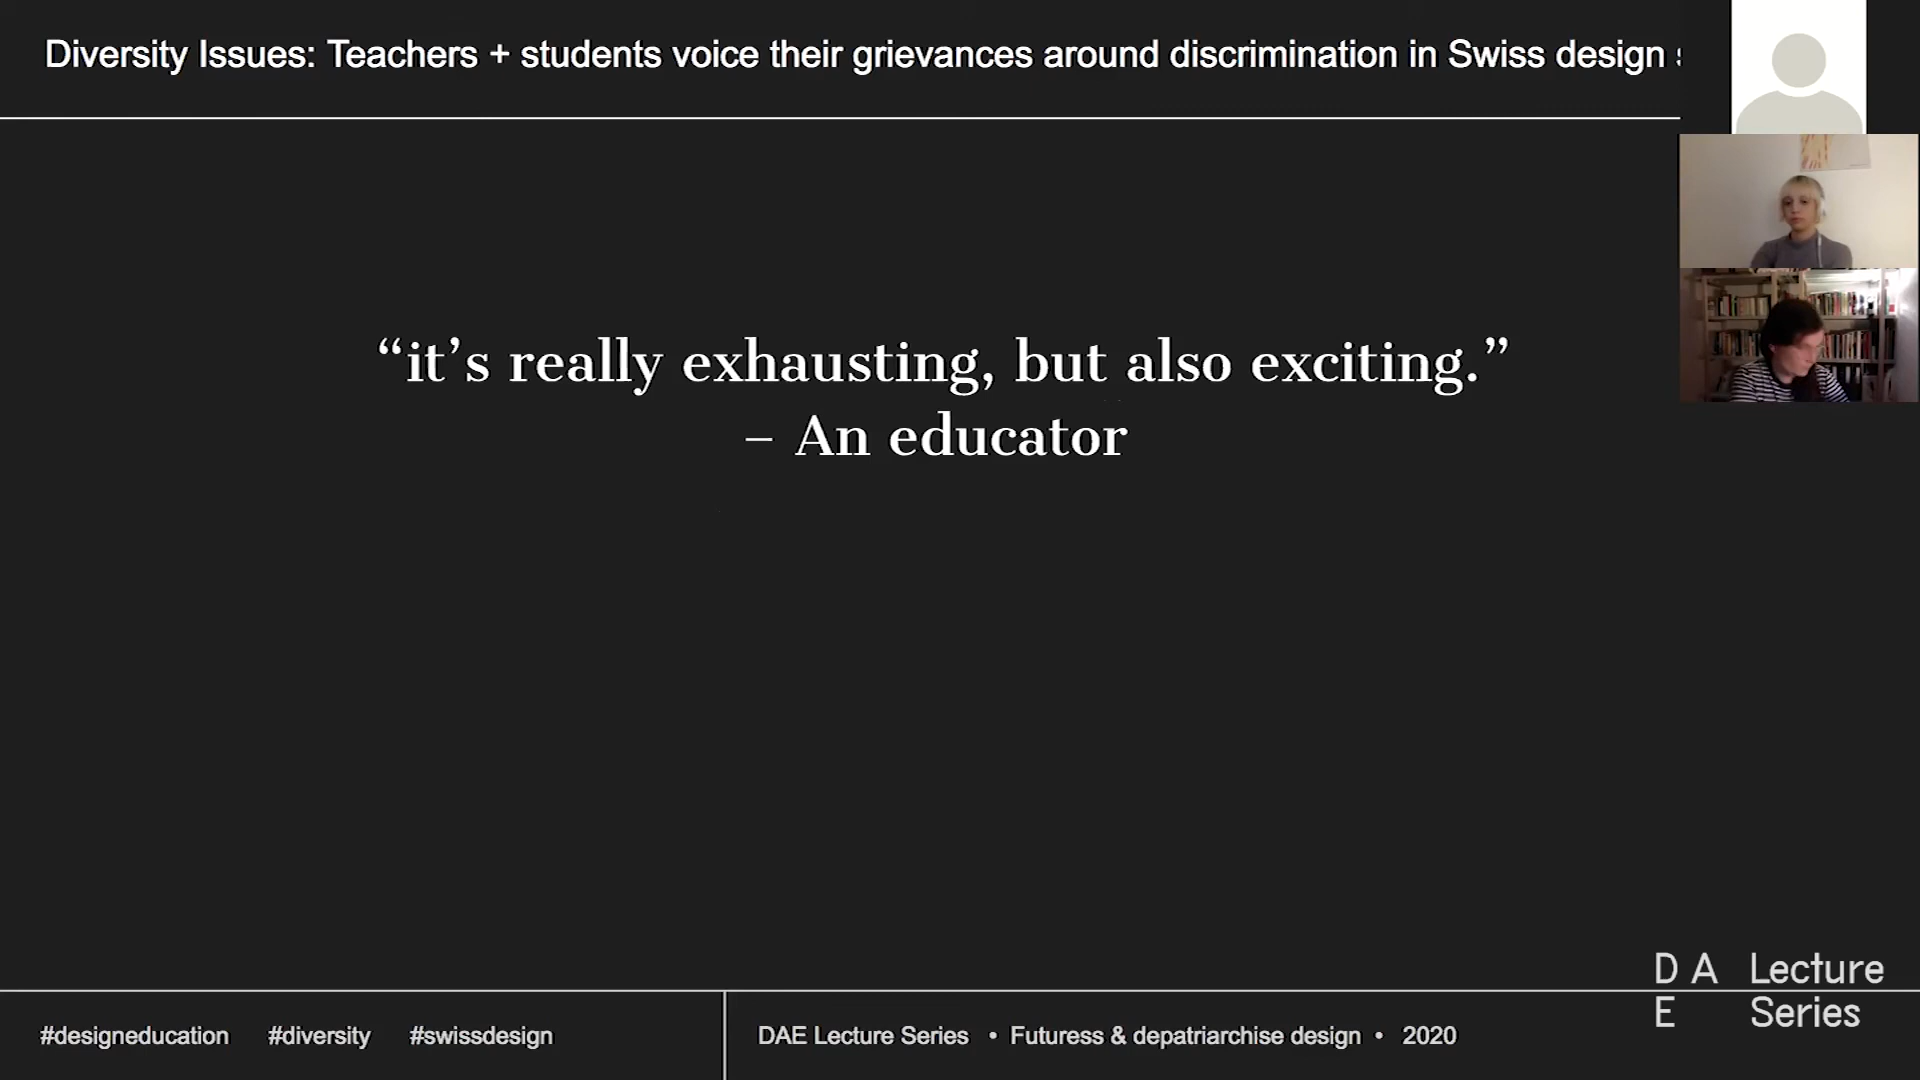 Diversity Issues: Teachers + students voice their grievances around discrimination in Swiss design
“it’s really exhausting, but also exciting.”
– An educator
D A Lecture
E Series
#designeducation #diversity #swissdesign
DAE Lecture Series • Futuress & depatriarchise design • 2020